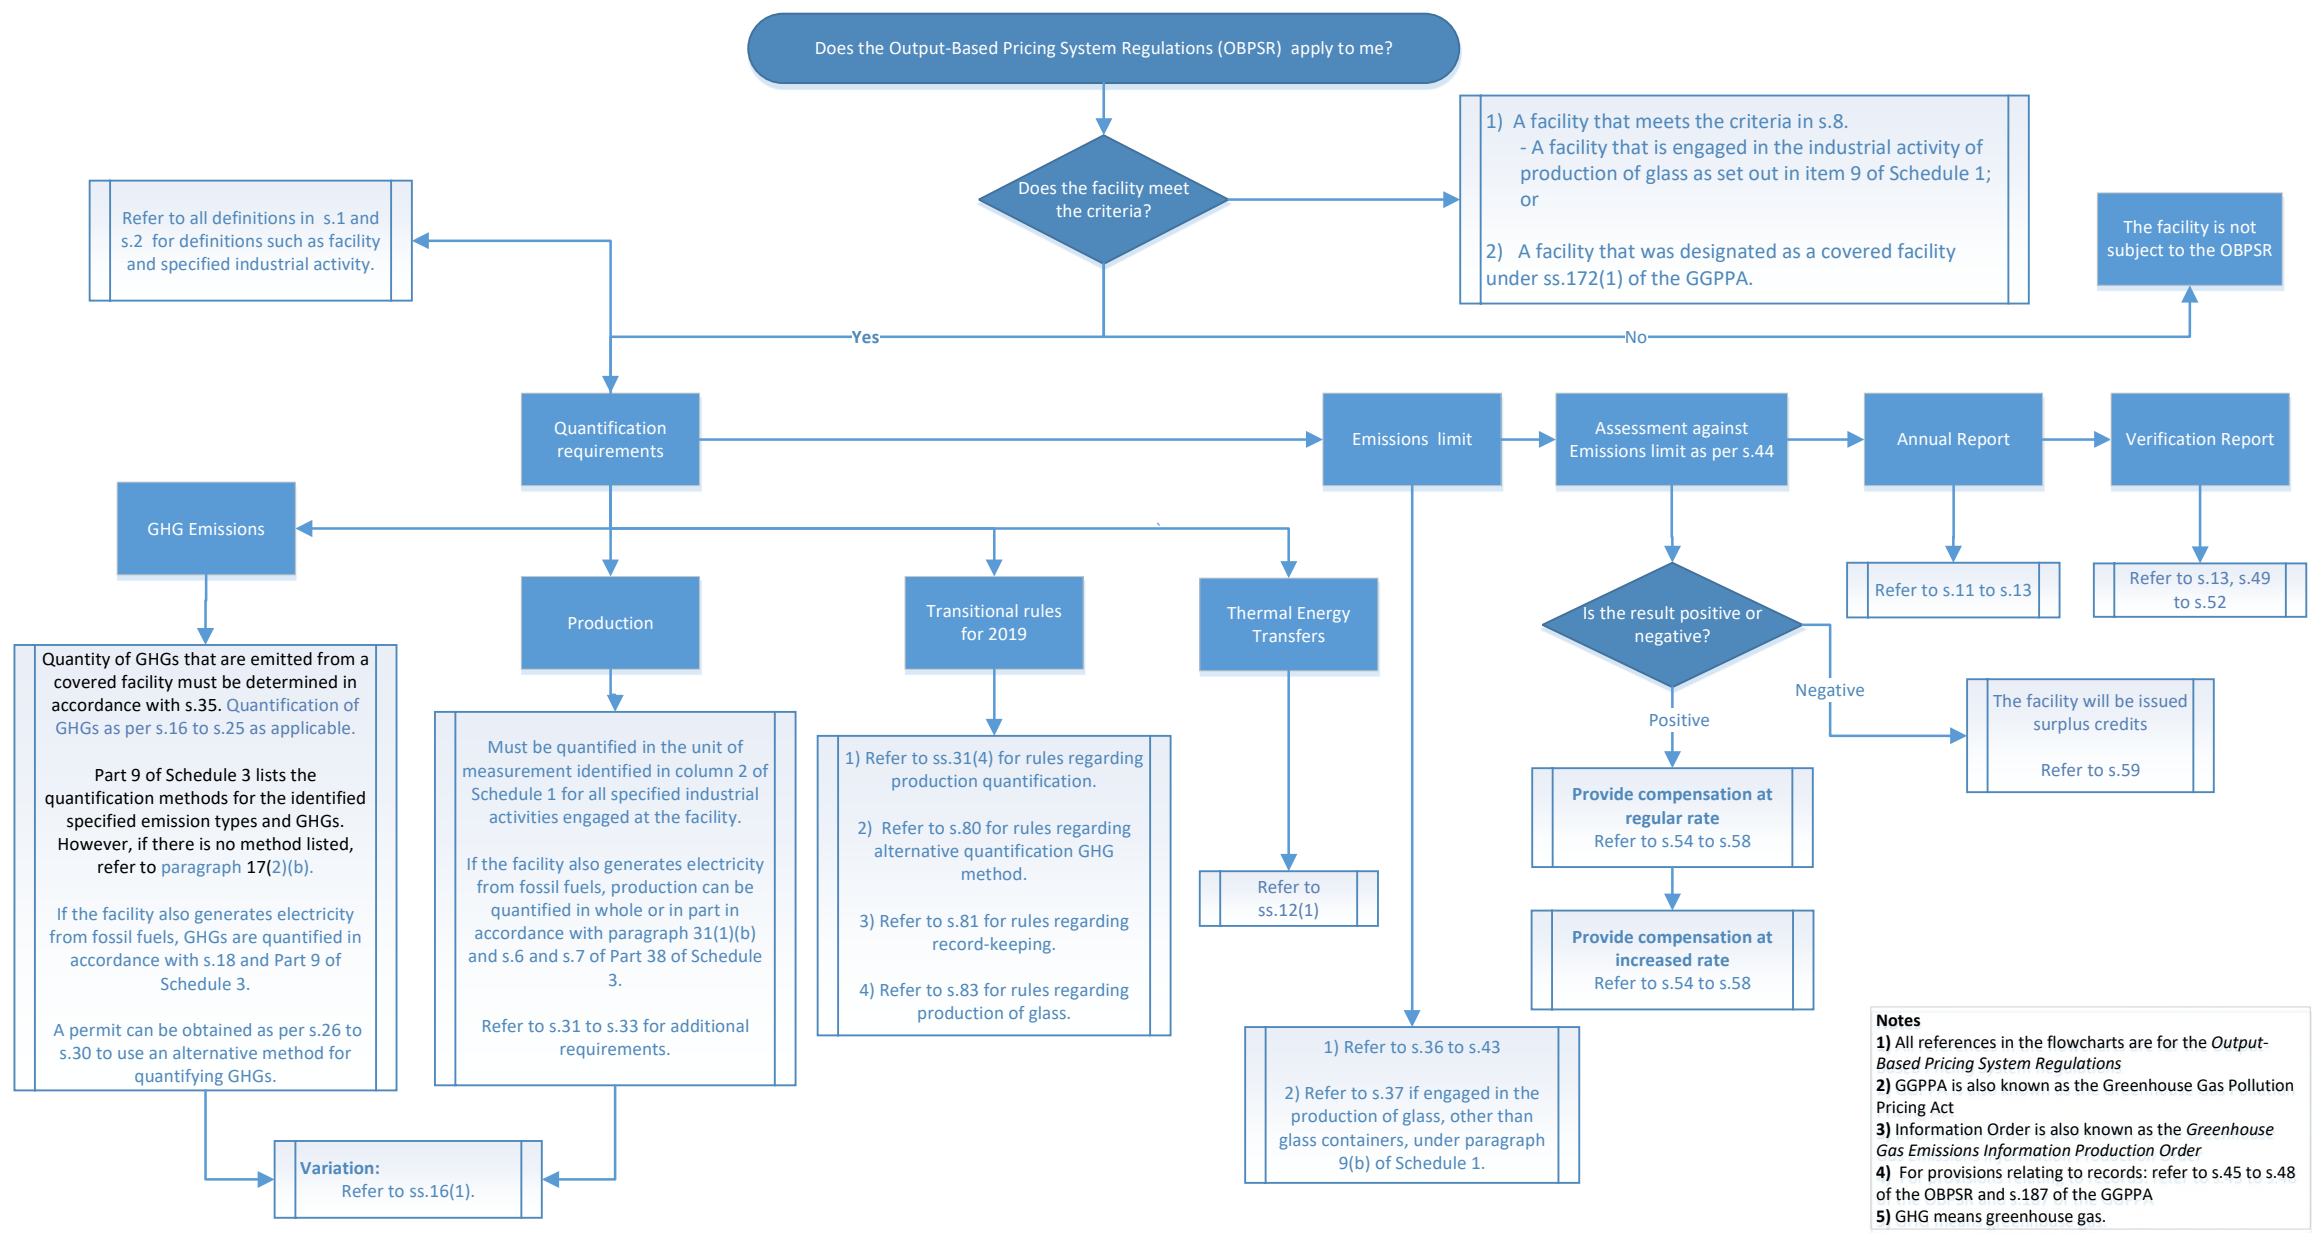 Does the Output-Based Pricing System Regulations (OBPSR) apply to me?
Does the facility meet
the criteria?
1) A facility that meets the criteria in s.8.
- A facility that is engaged in the industrial activity of
production of glass as set out in item 9 of Schedule 1;
or
2) A facility that was designated as a covered facility
under ss.172(1) of the GGPPA.
Refer to all definitions in s.1 and
s.2 for definitions such as facility
and specified industrial activity.
The facility is not
subject to the OBPSR
Yes
No
Quantification
requirements
Emissions limit
Assessment against
Emissions limit as per s.44
Annual Report
Verification Report
GHG Emissions
Production
Transitional rules
for 2019
Thermal Energy
Transfers
`
Is the result positive or
negative?
Refer to s.11 to s.13
Refer to s.13, s.49
to s.52
Quantity of GHGs that are emitted from a
covered facility must be determined in
accordance with s.35. Quantification of
GHGs as per s.16 to s.25 as applicable.
Part 9 of Schedule 3 lists the
quantification methods for the identified
specified emission types and GHGs.
However, if there is no method listed,
refer to paragraph 17(2)(b).
If the facility also generates electricity
from fossil fuels, GHGs are quantified in
accordance with s.18 and Part 9 of
Schedule 3.
A permit can be obtained as per s.26 to
s.30 to use an alternative method for
quantifying GHGs.
Must be quantified in the unit of
measurement identified in column 2 of
Schedule 1 for all specified industrial
activities engaged at the facility.
If the facility also generates electricity
from fossil fuels, production can be
quantified in whole or in part in
accordance with paragraph 31(1)(b)
and s.6 and s.7 of Part 38 of Schedule
3.
Refer to s.31 to s.33 for additional
requirements.
1) Refer to ss.31(4) for rules regarding
production quantification.
2) Refer to s.80 for rules regarding
alternative quantification GHG
method.
3) Refer to s.81 for rules regarding
record-keeping.
4) Refer to s.83 for rules regarding
production of glass.
Refer to
ss.12(1)
Negative
Positive
The facility will be issued
surplus credits
Refer to s.59
Provide compensation at
regular rate
Refer to s.54 to s.58
Provide compensation at
increased rate
Refer to s.54 to s.58
1) Refer to s.36 to s.43
2) Refer to s.37 if engaged in the
production of glass, other than
glass containers, under paragraph
9(b) of Schedule 1.
Variation:
Refer to ss.16(1).
Notes
1) All references in the flowcharts are for the Output-
Based Pricing System Regulations
2) GGPPA is also known as the Greenhouse Gas Pollution
Pricing Act
3) Information Order is also known as the Greenhouse
Gas Emissions Information Production Order
4) For provisions relating to records: refer to s.45 to s.48
of the OBPSR and s.187 of the GGPPA
5) GHG means greenhouse gas.